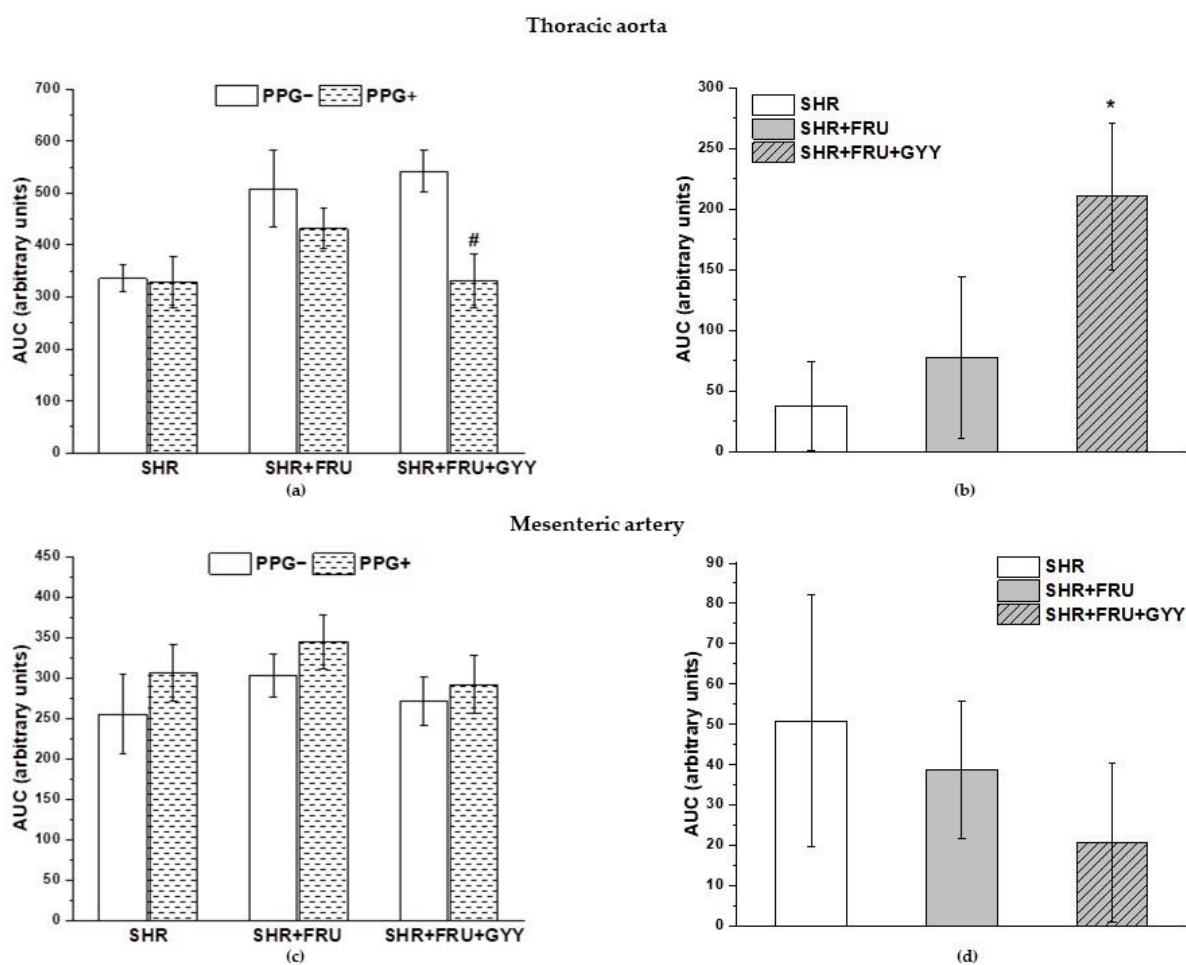 Thoracic aorta
700
600
500
400
300
200
100
0
AUC (arbitrary units)
PPG− PPG+
#
SHR SHR+FRU SHR+FRU+GYY
(a)
300
250
200
150
100
50
0
AUC (arbitrary units)
SHR
SHR+FRU
SHR+FRU+GYY
*
(b)
Mesenteric artery
450
400
350
300
250
200
150
100
50
0
AUC (arbitrary units)
PPG− PPG+
SHR SHR+FRU SHR+FRU+GYY
(c)
90
80
70
60
50
40
30
20
10
0
AUC (arbitrary units)
SHR
SHR+FRU
SHR+FRU+GYY
(d)